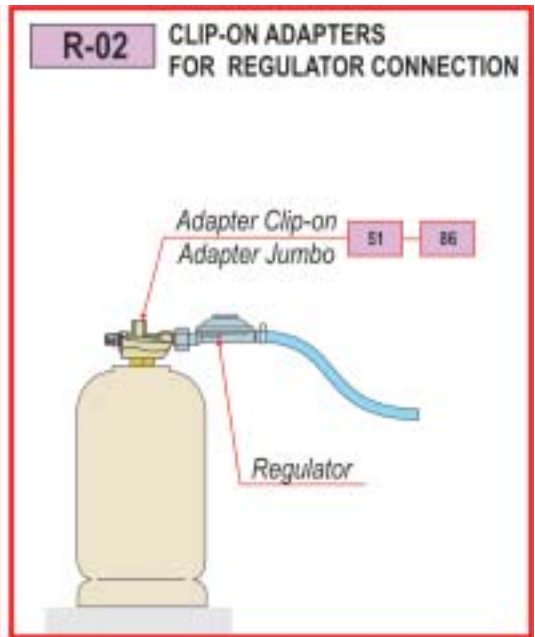 R-02
CLIP-ON ADAPTERS
FOR REGULATOR CONNECTION
Adapter Clip-on
Adapter Jumbo
51
86
Regulator